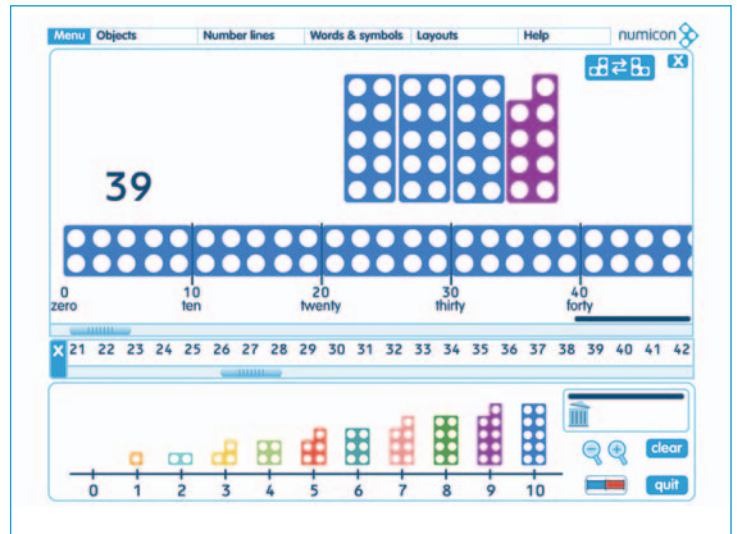 Menu Objects Number lines Words & symbols Layouts Help numicon
X
39
0 10 20 30 40
zero ten twenty thirty forty
X 21 22 23 24 25 26 27 28 29 30 31 32 33 34 35 36 37 38 39 40 41 42
clear
0 1 2 3 4 5 6 7 8 9 10
quit